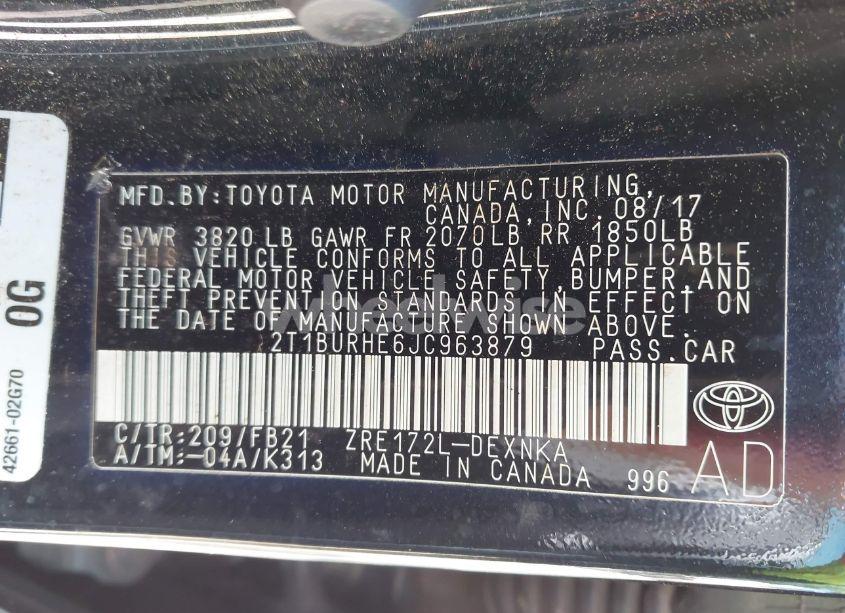 MFD.BY:TOYOTA MOTOR MANUFACTURING,
CANADA,INC. 08/17
GVWR 3820 LB GAWR FR 2070LB RR 1850LB
THIS VEHICLE CONFORMS TO ALL APPLICABLE
FEDERAL MOTOR VEHICLE SAFETY,BUMPER,AND
THEFT PREVENTION STANDARDS IN EFFECT ON
THE DATE OF MANUFACTURE SHOWN ABOVE.
2T1BURHE6JC963879 PASS.CAR
C/TR:209/FB21 ZRE172L-DEXNKA
A/TM:-04A/K313 MADE IN CANADA 996 AD
42661-02G70 0G
wheelwise